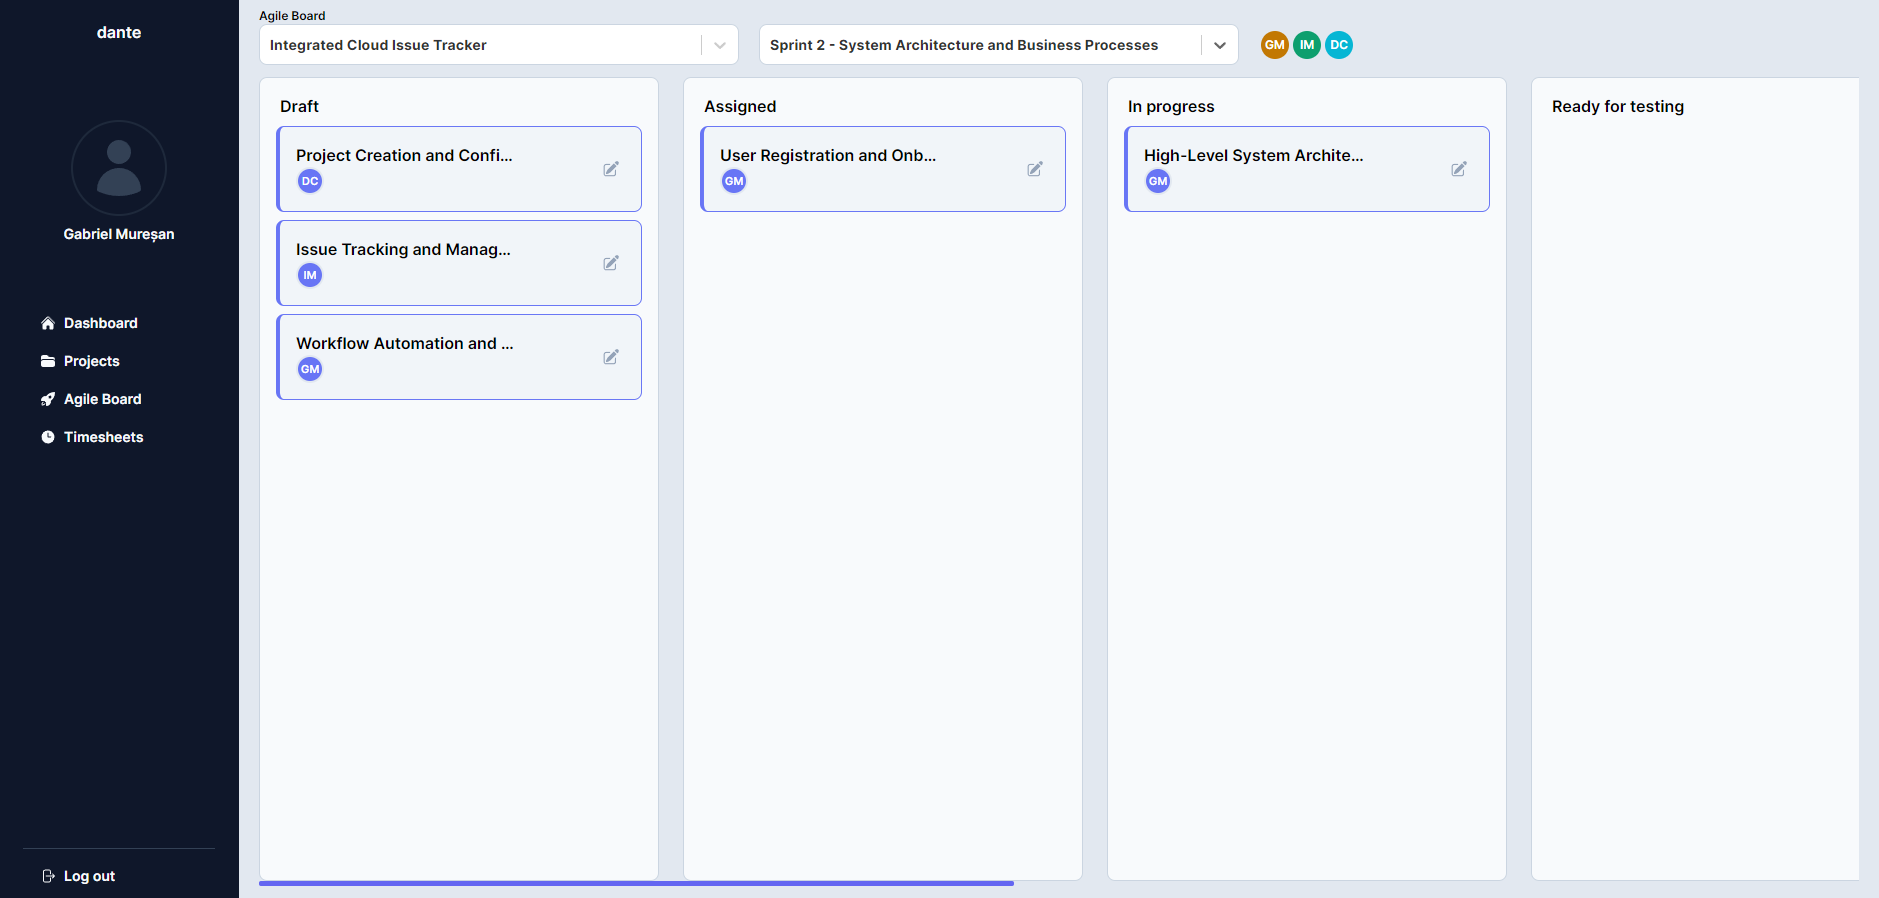 dante
Gabriel Mureșan
Dashboard
Projects
Agile Board
Timesheets
Log out
Agile Board
Integrated Cloud Issue Tracker
Sprint 2 - System Architecture and Business Processes
GM IM DC
Draft
Project Creation and Confi...
DC
Issue Tracking and Manag...
IM
Workflow Automation and ...
GM
Assigned
User Registration and Onb...
GM
In progress
High-Level System Archite...
GM
Ready for testing